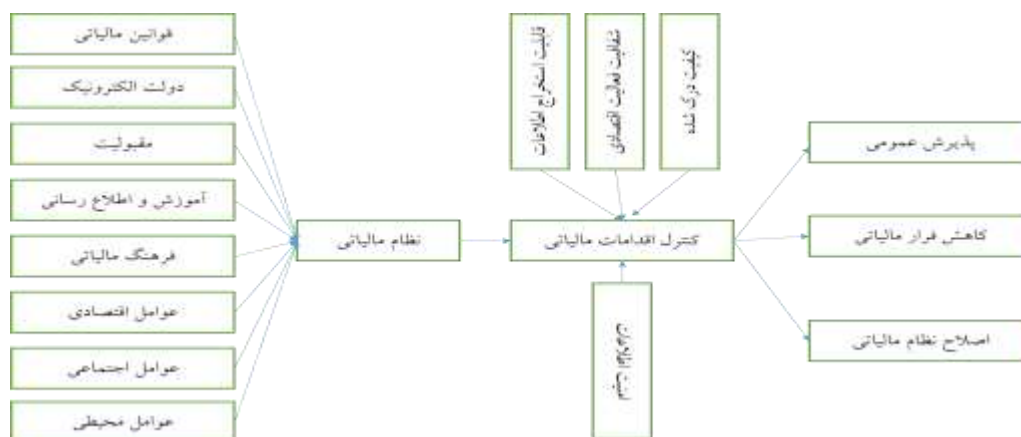 قوانین مالیاتی
دولت الکترونیک
مقبولیت
آموزش و اطلاع رسانی
فرهنگ مالیاتی
عوامل اقتصادی
عوامل اجتماعی
عوامل محیطی
نظام مالیاتی
قابلیت استخراج اطلاعات
شفافیت فعالیت اقتصادی
کیفیت درک شده
کنترل اقدامات مالیاتی
امنیت اطلاعات
پذیرش عمومی
کاهش فرار مالیاتی
اصلاح نظام مالیاتی